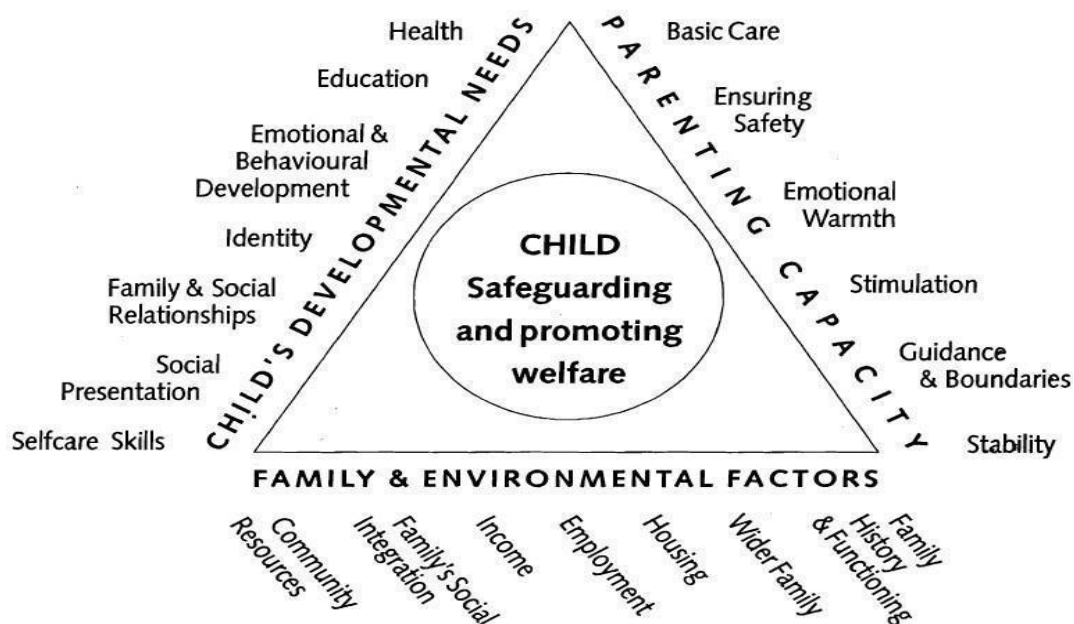 Health
Education
Emotional &
Behavioural
Development
Identity
Family & Social
Relationships
Social
Presentation
Selfcare Skills
CHILD'S DEVELOPMENTAL NEEDS
CHILD
Safeguarding
and promoting
welfare
PARENTING CAPACITY
Basic Care
Ensuring
Safety
Emotional
Warmth
Stimulation
Guidance
& Boundaries
Stability
FAMILY & ENVIRONMENTAL FACTORS
Community
Resources
Family's Social
Integration
Income
Employment
Housing
Wider Family
Family
History
& Functioning